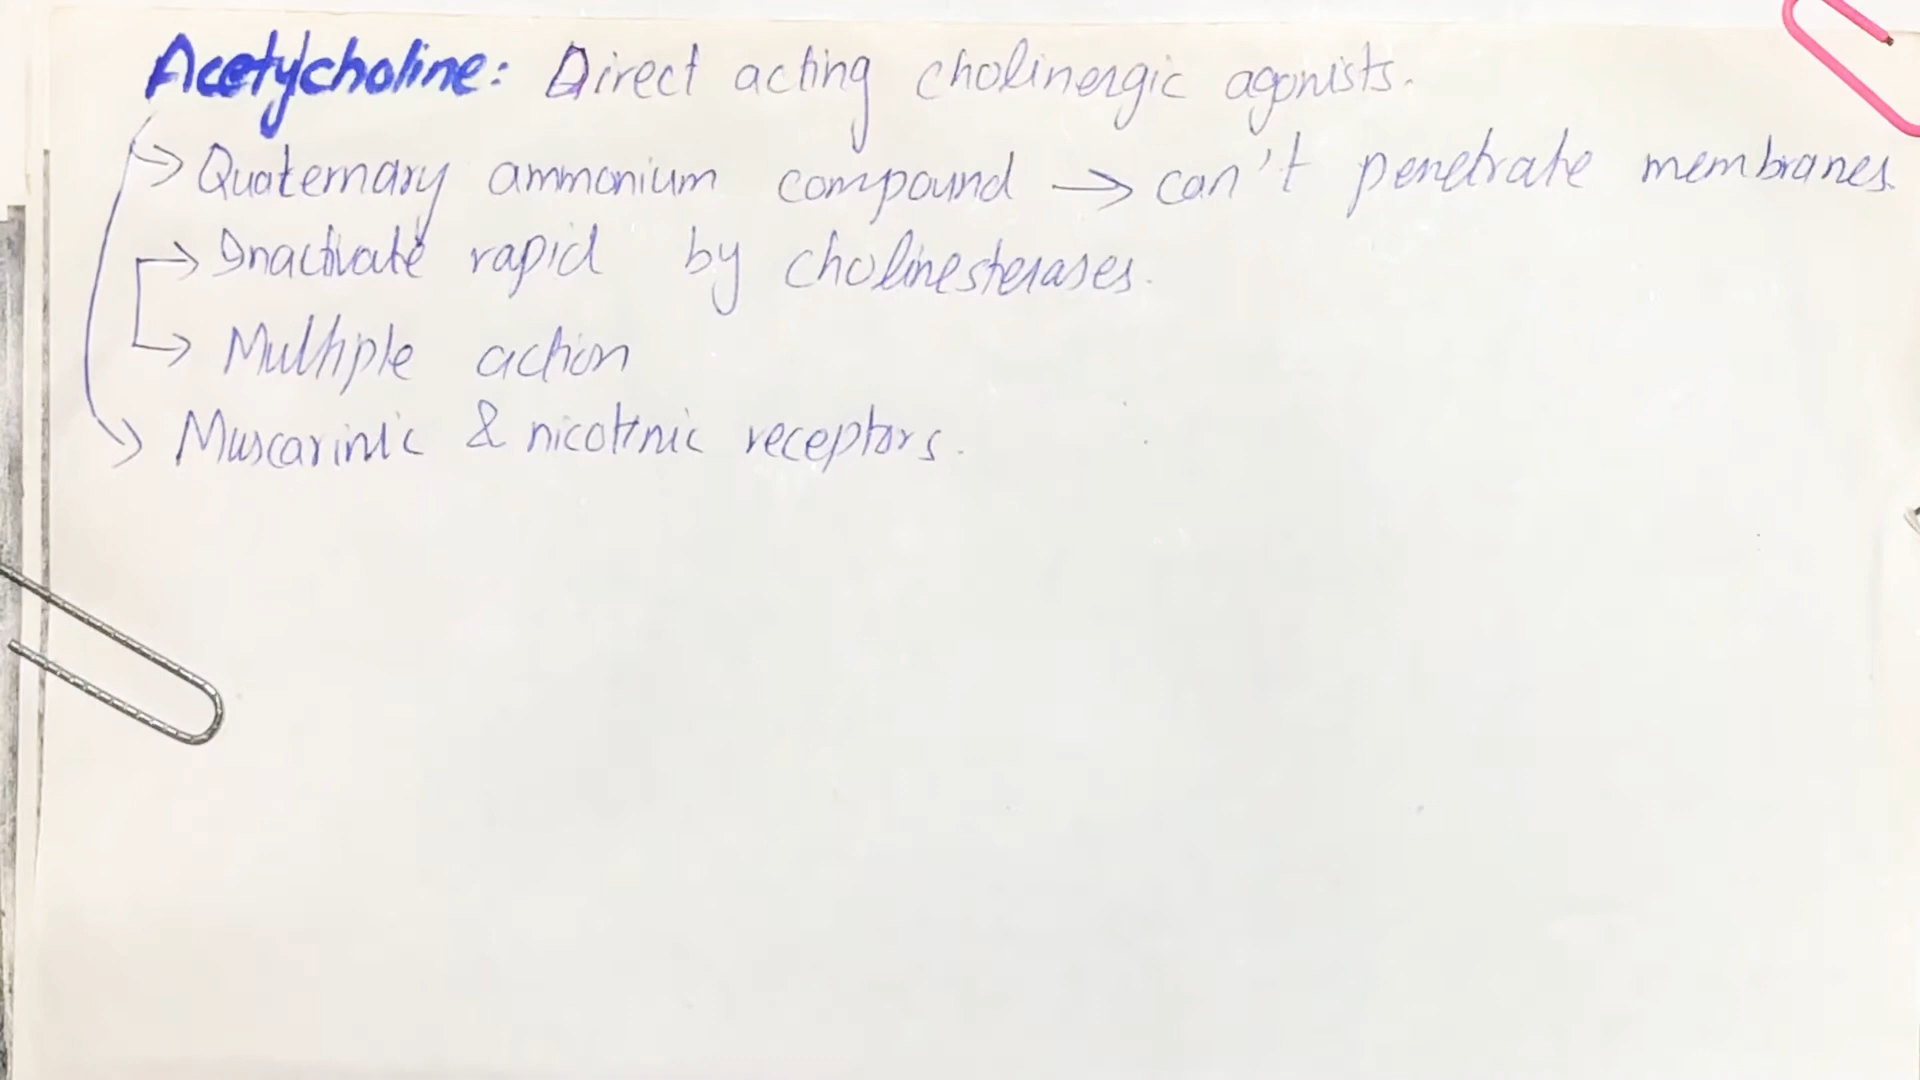 Acetylcholine: Direct acting cholinergic agonists.
→ Quaternary ammonium compound → can't penetrate membranes.
→ Inactivate rapid by cholinesterases.
→ Multiple action
→ Muscarinic & nicotinic receptors.